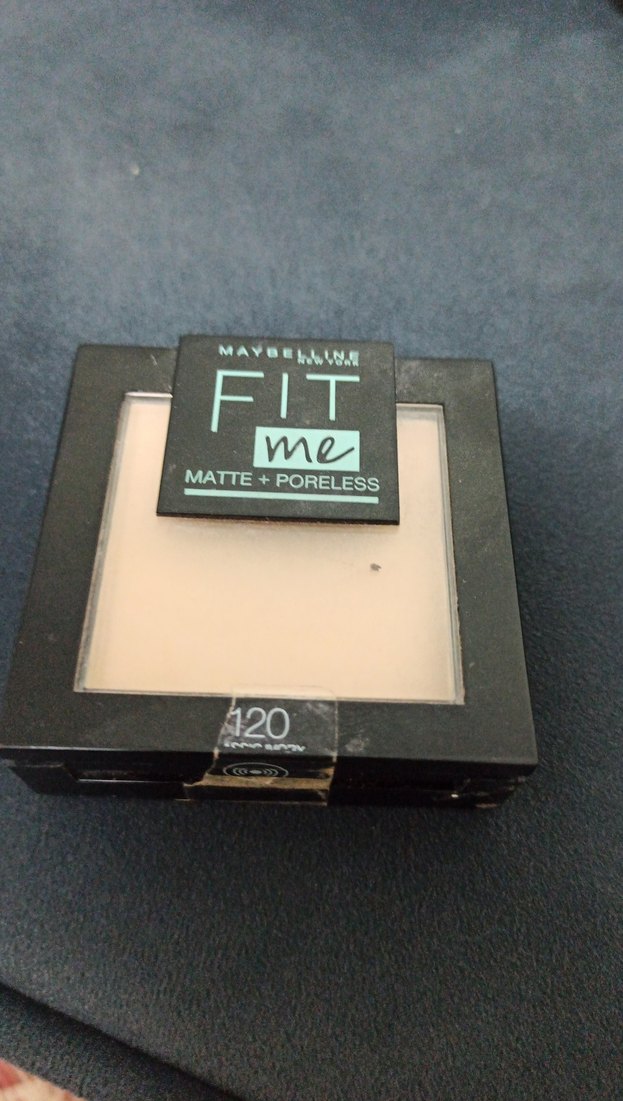 MAYBELLINE
NEW YORK
FIT
me
MATTE + PORELESS
120